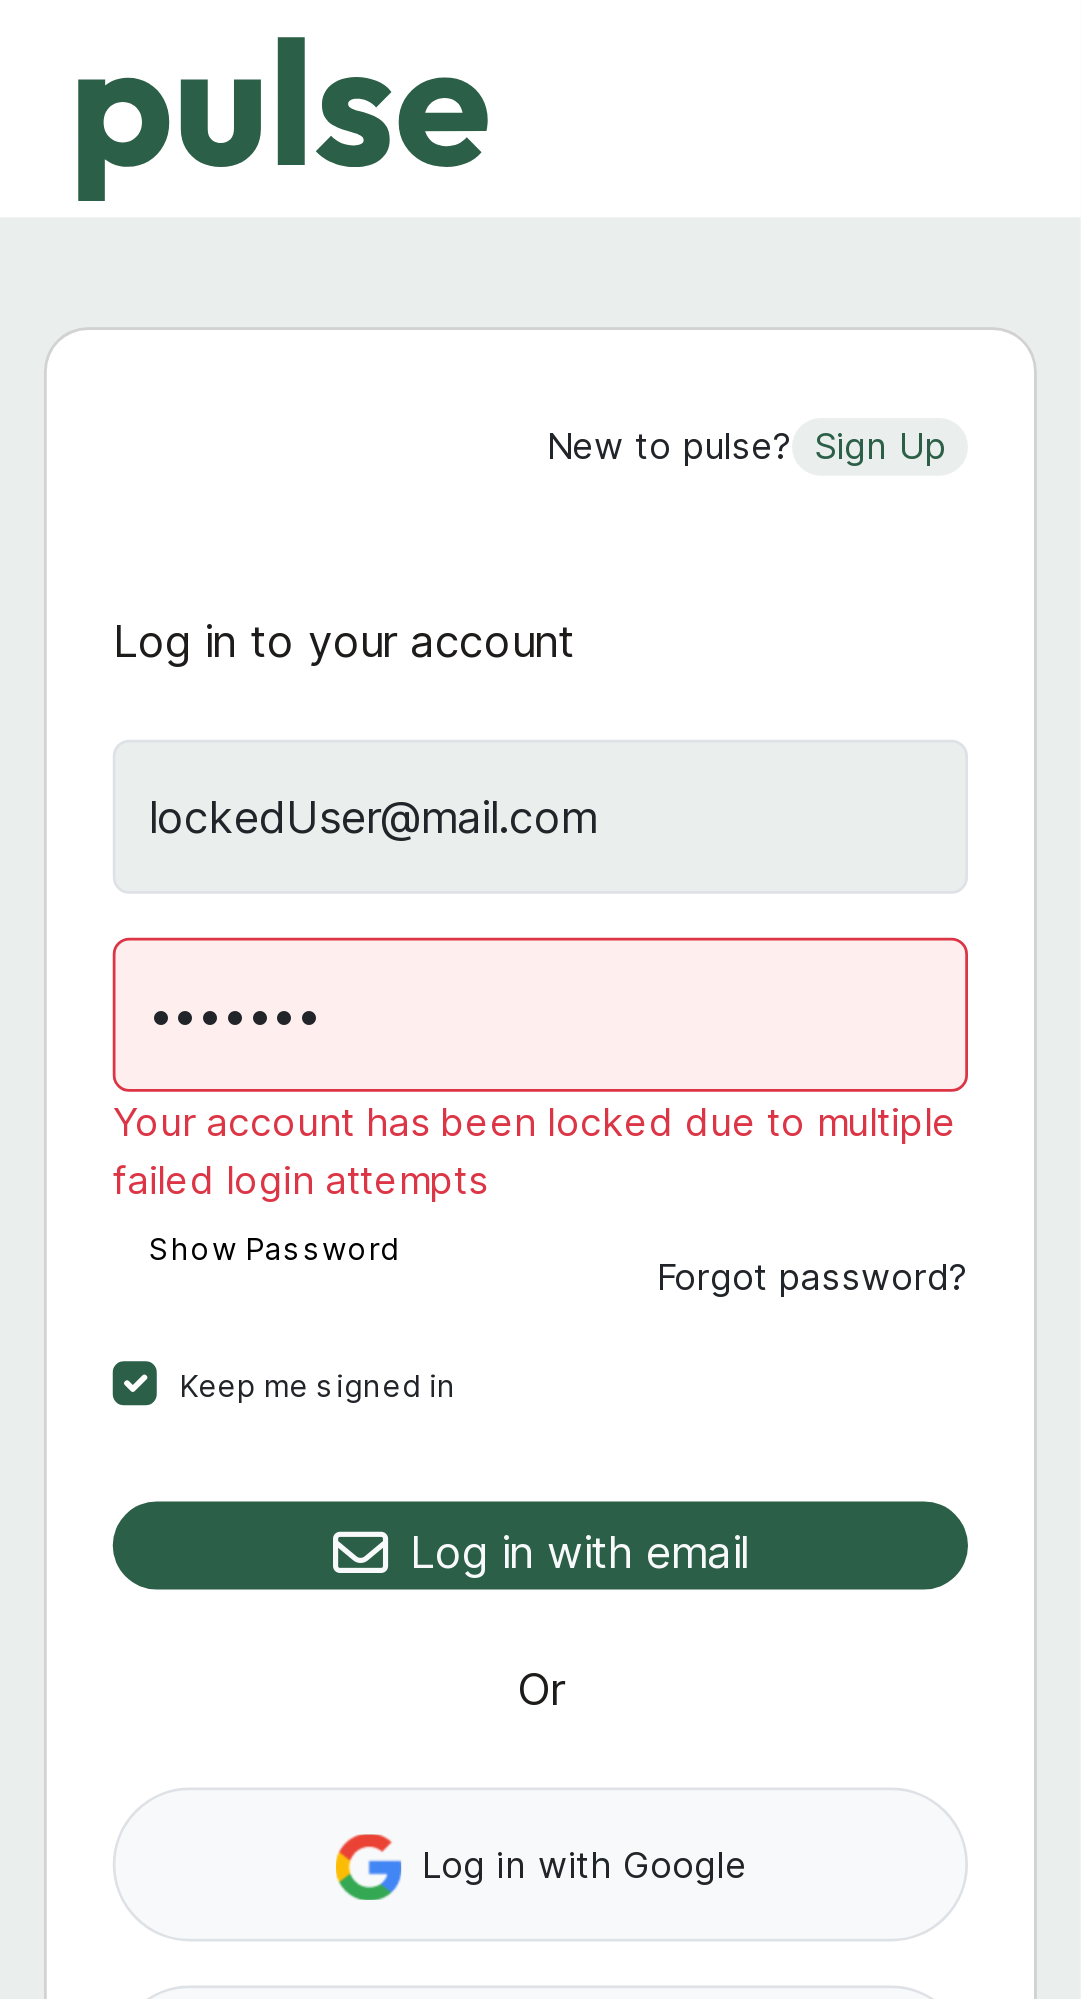 pulse
New to pulse? Sign Up
Log in to your account
lockedUser@mail.com
•••••••
Your account has been locked due to multiple
failed login attempts
Show Password
Forgot password?
Keep me signed in
Log in with email
Or
Log in with Google